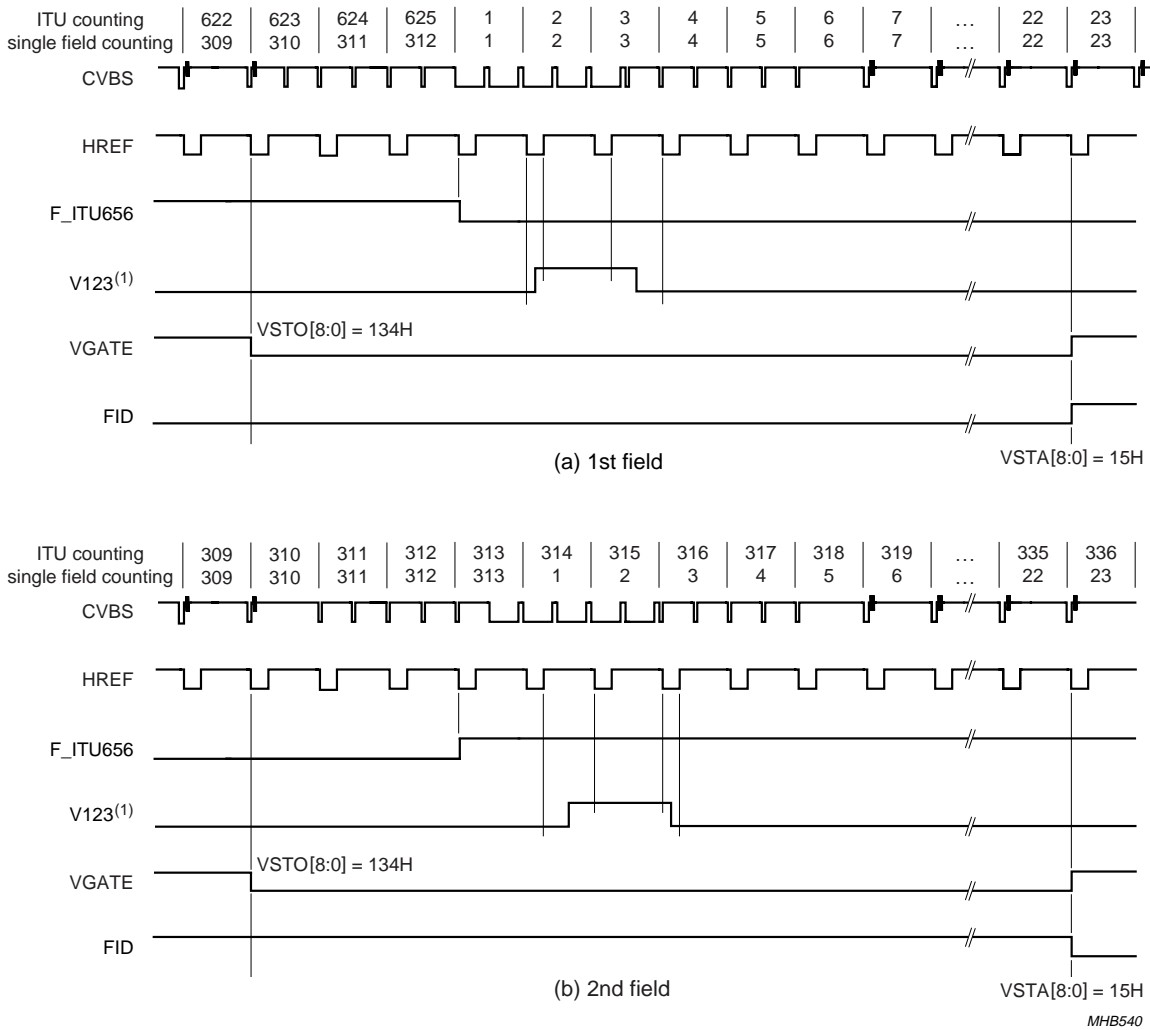 ITU counting 622 623 624 625 1 2 3 4 5 6 7 ... 22 23
single field counting 309 310 311 312 1 2 3 4 5 6 7 ... 22 23
CVBS
HREF
F_ITU656
V123(1)
VSTO[8:0] = 134H
VGATE
FID
(a) 1st field
VSTA[8:0] = 15H
ITU counting 309 310 311 312 313 314 315 316 317 318 319 ... 335 336
single field counting 309 310 311 312 313 1 2 3 4 5 6 ... 22 23
CVBS
HREF
F_ITU656
V123(1)
VSTO[8:0] = 134H
VGATE
FID
(b) 2nd field
VSTA[8:0] = 15H
MHB540